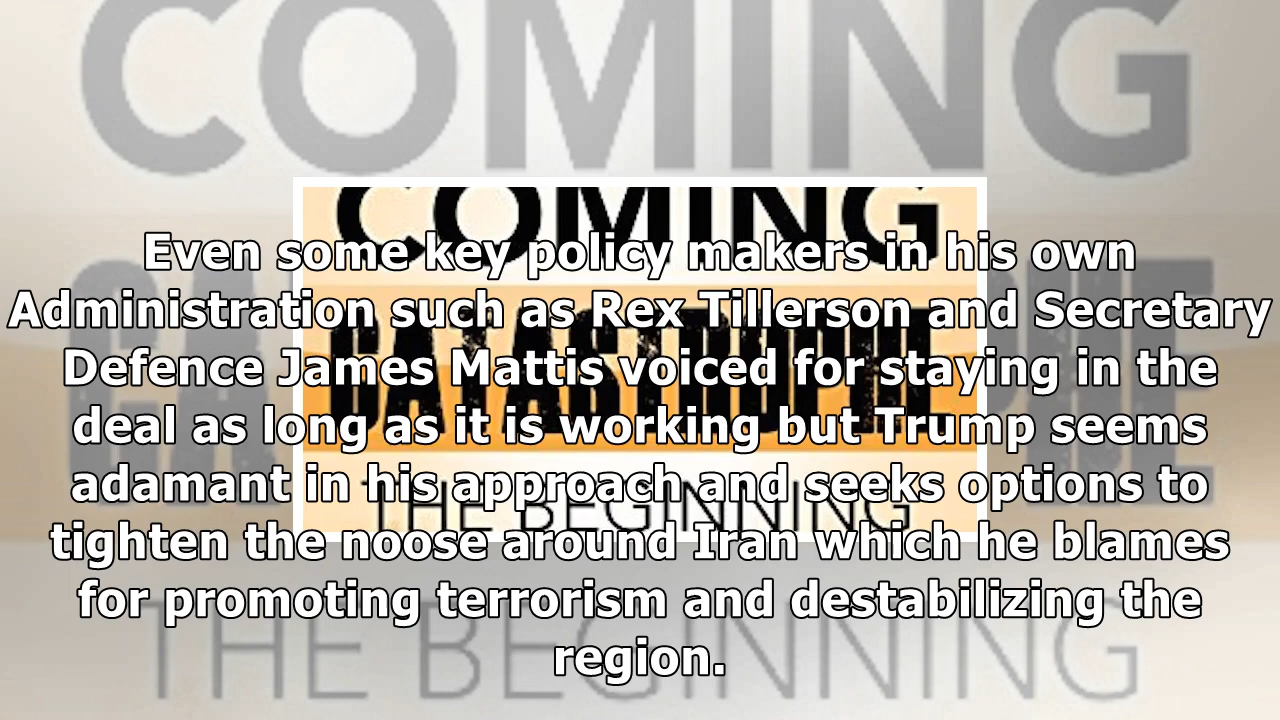 COMING
COMING
Even some key policy makers in his own
Administration such as Rex Tillerson and Secretary
Defence James Mattis voiced for staying in the
deal as long as it is working but Trump seems
adamant in his approach and seeks options to
tighten the noose around Iran which he blames
for promoting terrorism and destabilizing the
region.
CATASTROPHE
THE BEGINNING
THE BEGINNING